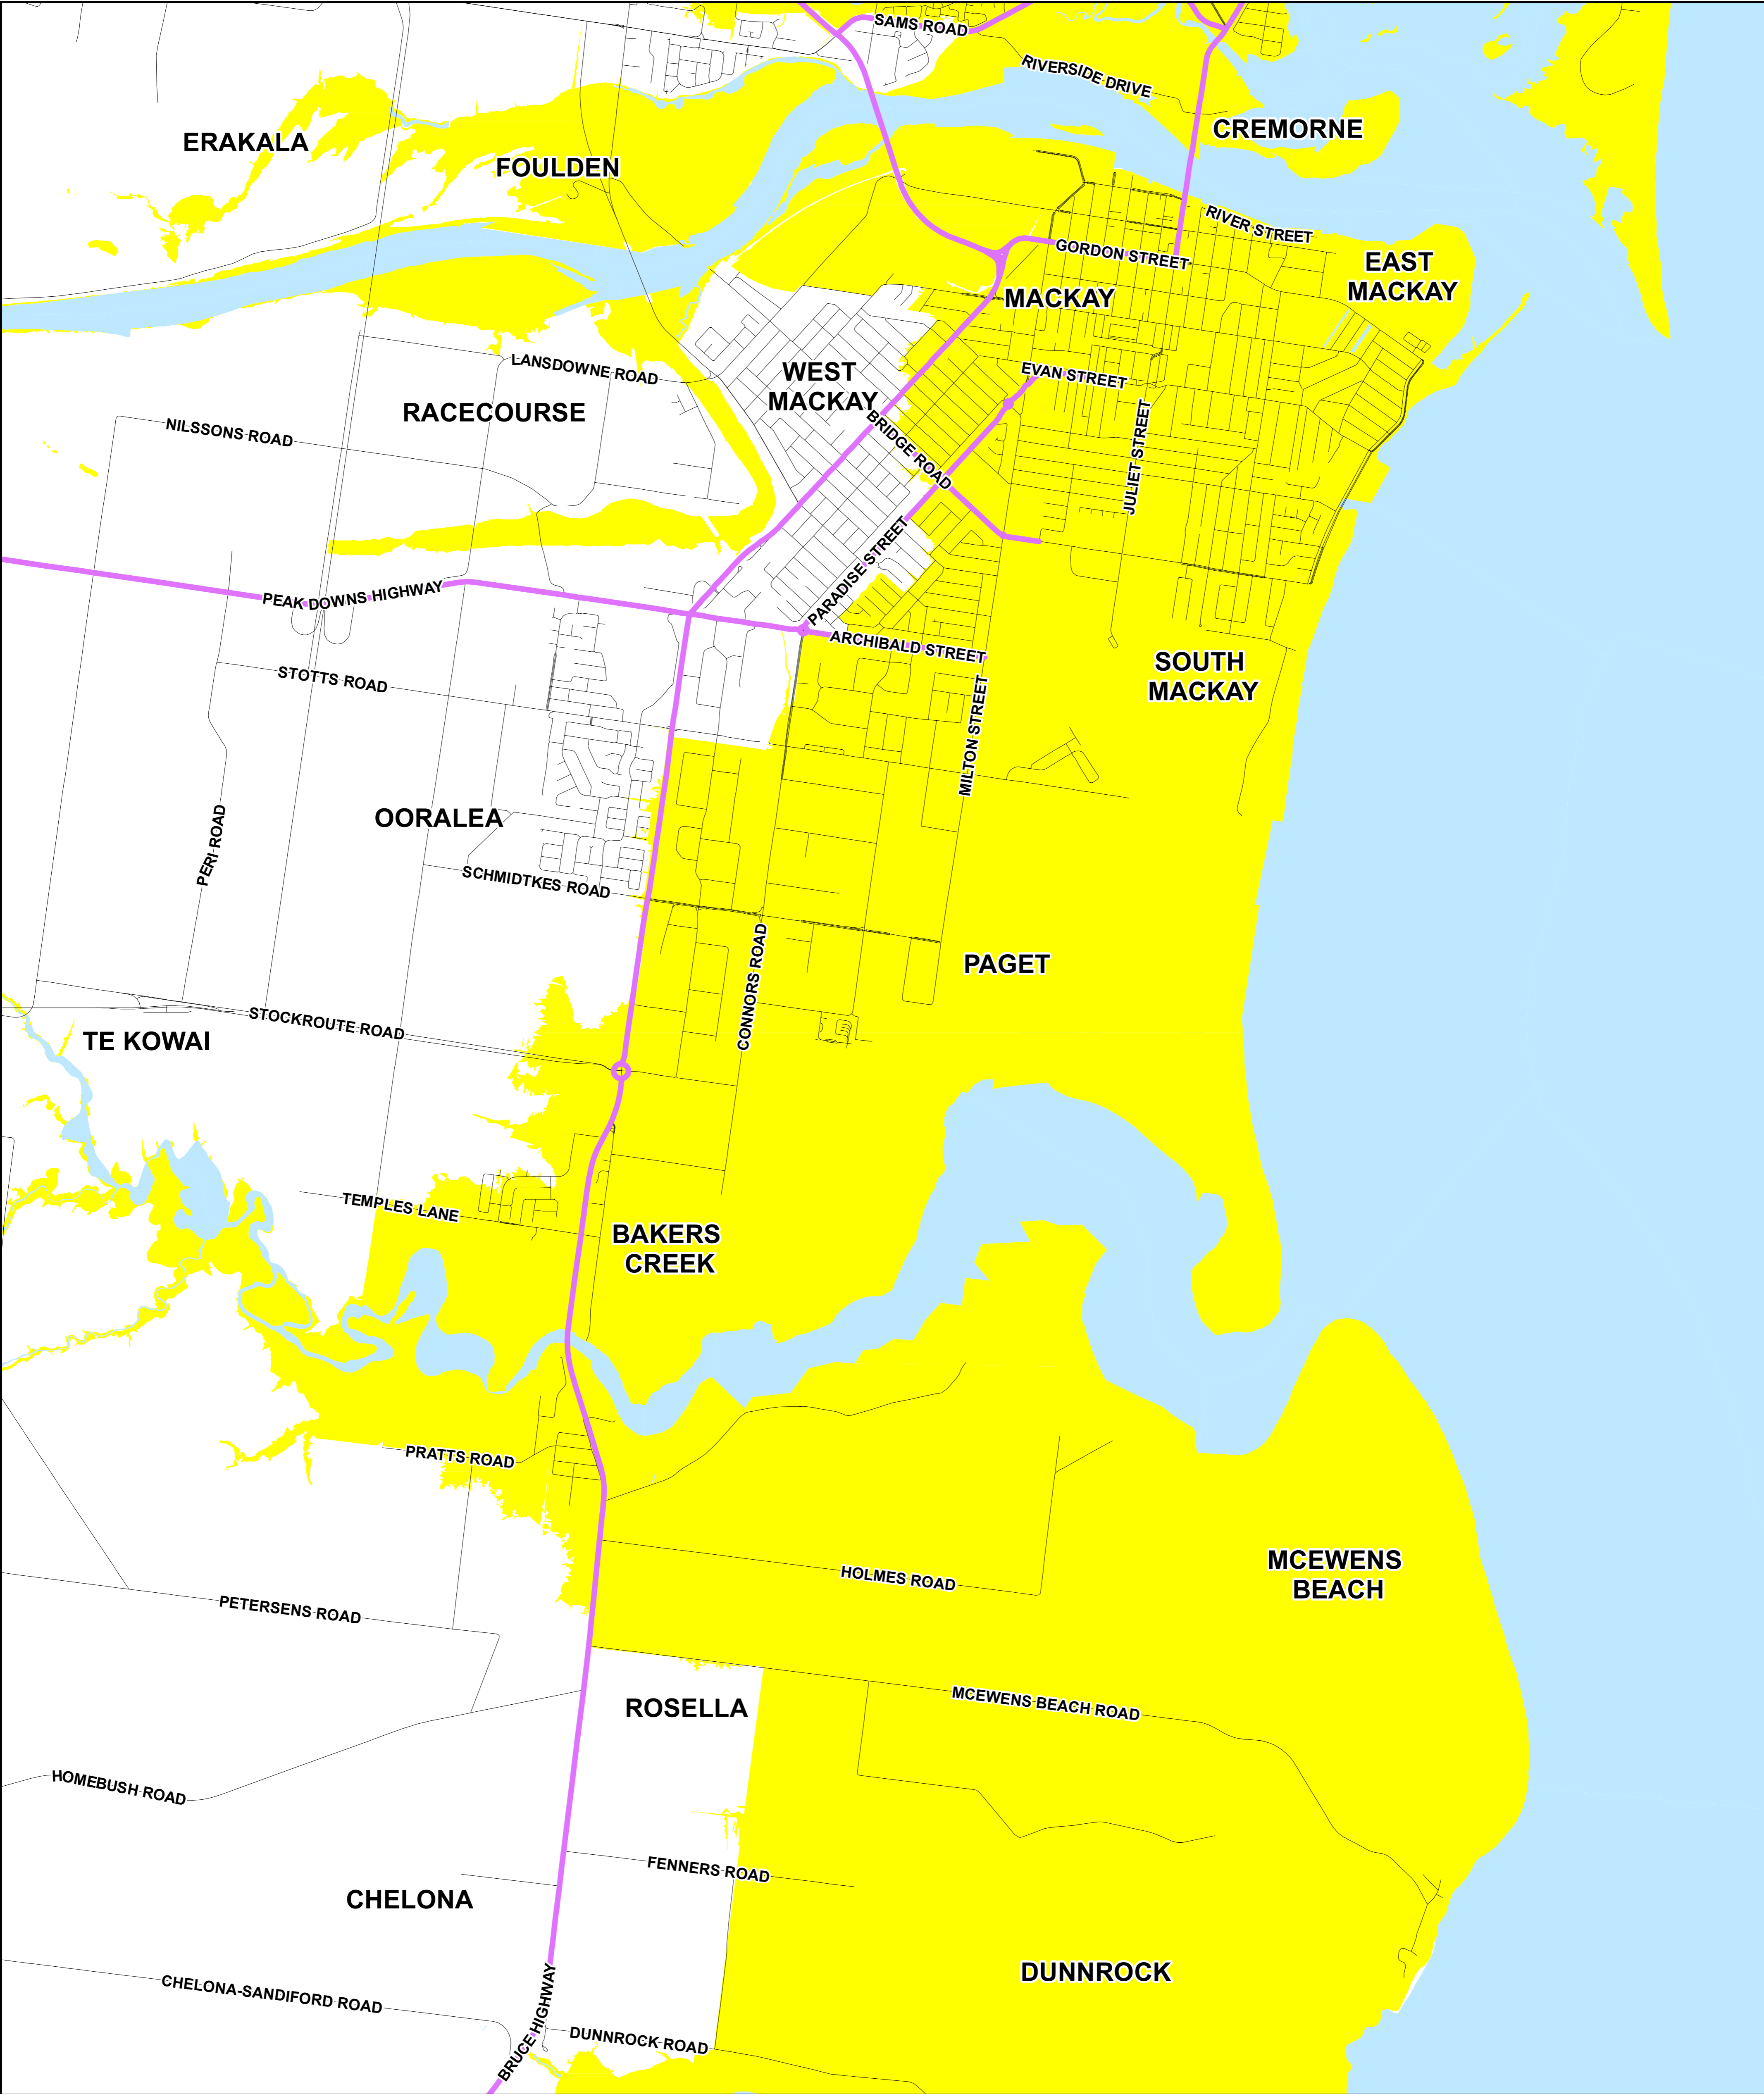 SAMS ROAD
RIVERSIDE DRIVE
CREMORNE
ERAKALA
FOULDEN
RIVER STREET
GORDON STREET
EAST
MACKAY
MACKAY
LANSDOWNE ROAD
WEST
MACKAY
EVAN STREET
RACECOURSE
NILSSONS ROAD
BRIDGE ROAD
JULIET STREET
PARADISE STREET
PEAK DOWNS HIGHWAY
ARCHIBALD STREET
STOTTS ROAD
SOUTH
MACKAY
MILTON STREET
OORALEA
PERI ROAD
SCHMIDTKES ROAD
PAGET
CONNORS ROAD
STOCKROUTE ROAD
TE KOWAI
TEMPLES LANE
BAKERS
CREEK
PRATTS ROAD
HOLMES ROAD
MCEWENS
BEACH
PETERSENS ROAD
ROSELLA
MCEWENS BEACH ROAD
HOMEBUSH ROAD
FENNERS ROAD
CHELONA
DUNNROCK
CHELONA-SANDIFORD ROAD
BRUCE HIGHWAY
DUNNROCK ROAD